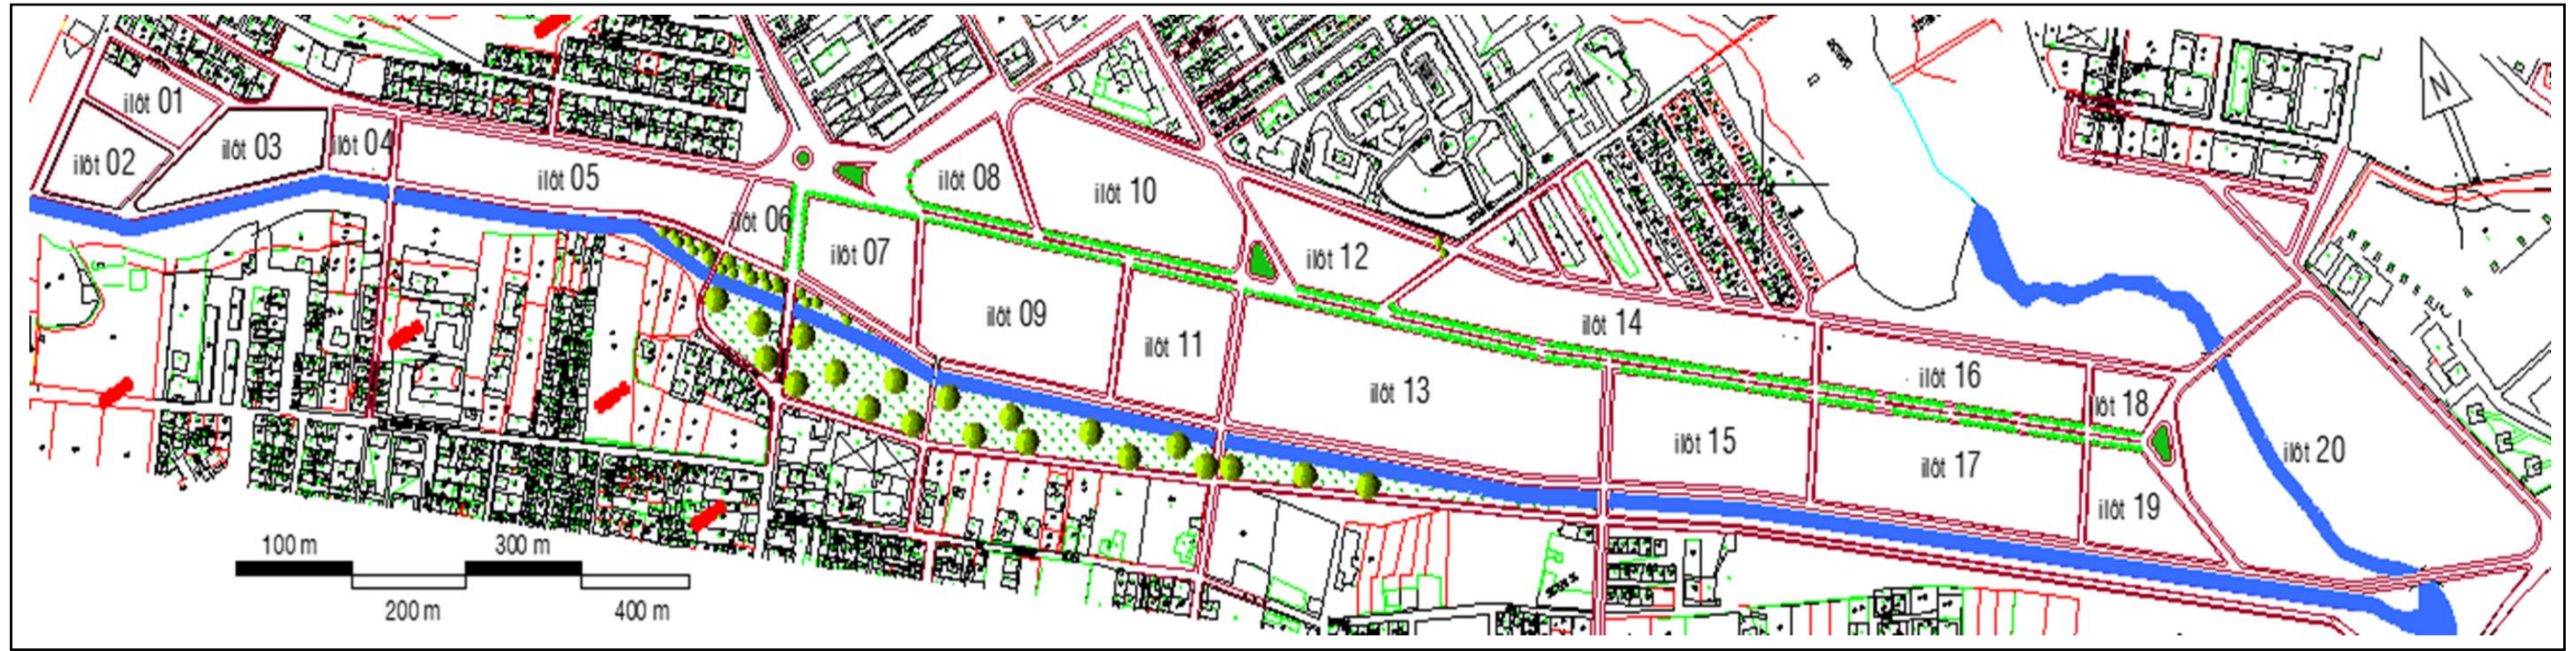 ilôt 01
ilôt 02
ilôt 03
ilôt 04
ilôt 05
ilôt 06
ilôt 07
ilôt 08
ilôt 09
ilôt 10
ilôt 11
ilôt 12
ilôt 13
ilôt 14
ilôt 15
ilôt 16
ilôt 17
lôt 18
ilôt 19
ilôt 20
N
100 m
300 m
200 m
400 m